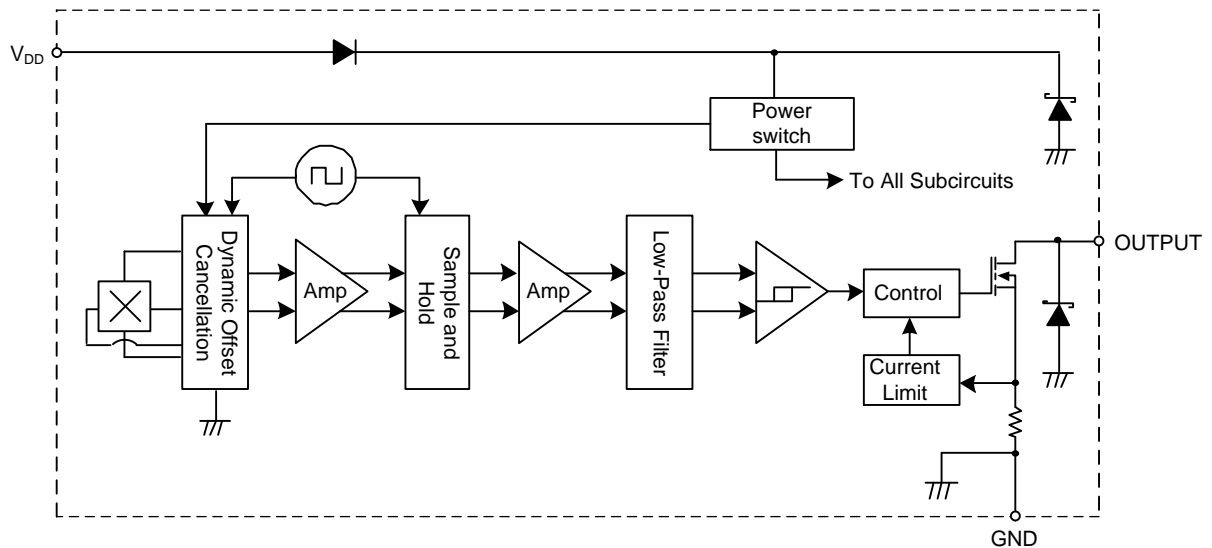 V_DD
Power
switch
To All Subcircuits
Dynamic Offset
Cancellation
Amp
Sample and
Hold
Amp
Low-Pass Filter
Control
Current
Limit
OUTPUT
GND